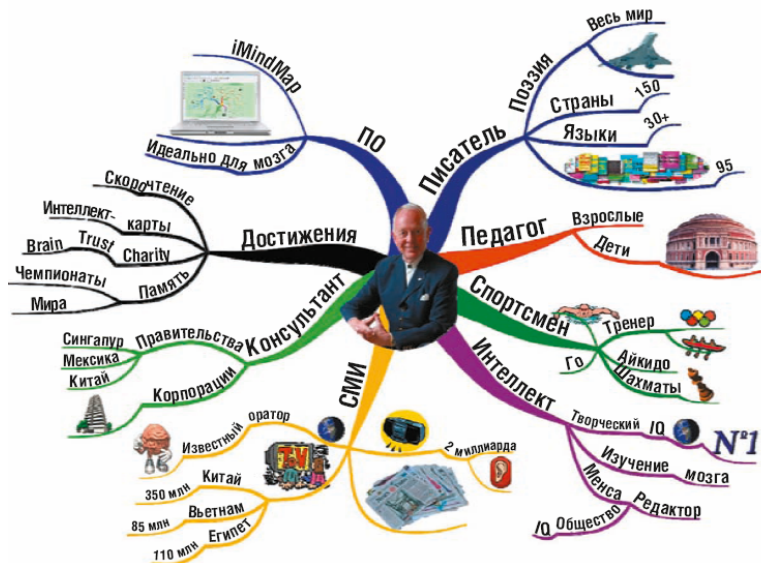 iMindMap
Идеально для мозга
ПО
Писатель
Поэзия
Весь мир
Страны
150
Языки
30+
95
Педагог
Взрослые
Дети
Спортсмен
Тренер
Го
Айкидо
Шахматы
Интеллект
Творческий IQ
№1
Изучение мозга
Менса
Редактор
IQ Общество
СМИ
Известный оратор
TV
2 миллиарда
Китай
350 млн
Вьетнам
85 млн
Египет
110 млн
Консультант
Правительства
Сингапур
Мексика
Китай
Корпорации
Достижения
Скорочтение
Интеллект-карты
Brain Trust Charity
Память
Чемпионаты
Мира